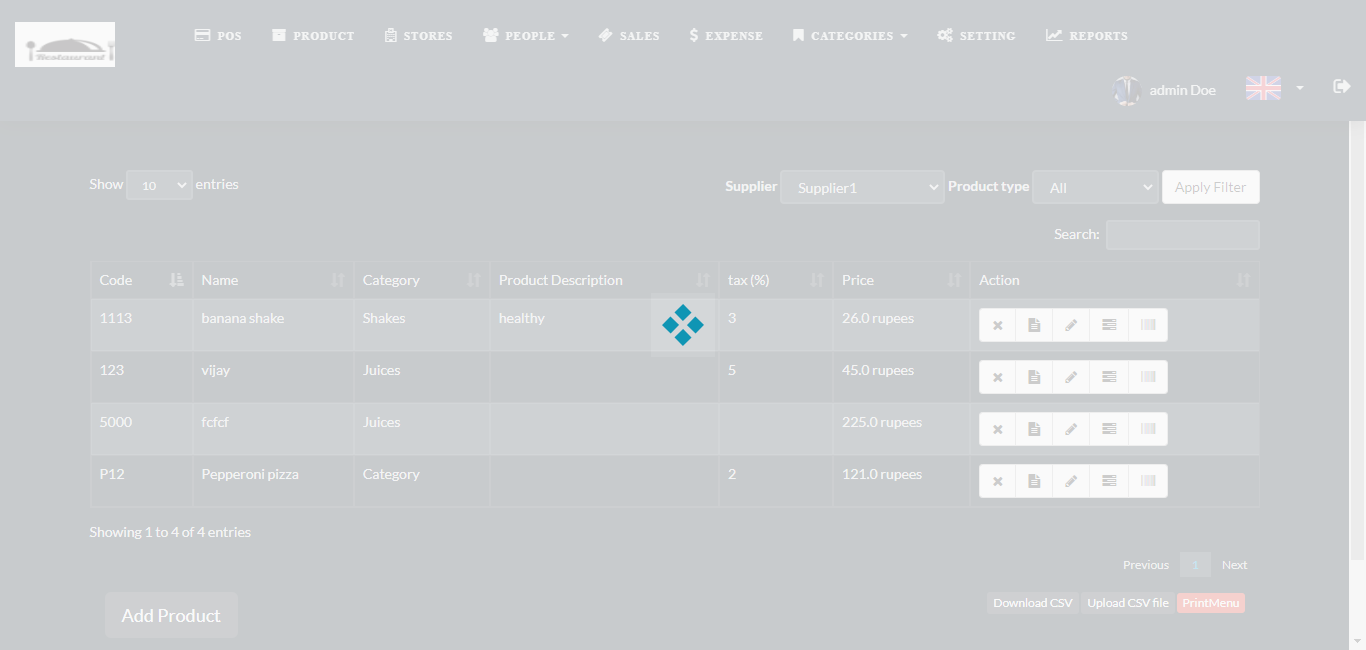 Restaurant
POS PRODUCT STORES PEOPLE SALES EXPENSE CATEGORIES SETTING REPORTS
admin Doe
Show 10 entries
Supplier Supplier1 Product type All Apply Filter
Search:
Code Name Category Product Description tax (%) Price Action
1113 banana shake Shakes healthy 3 26.0 rupees
123 vijay Juices 5 45.0 rupees
5000 fcfcf Juices 225.0 rupees
P12 Pepperoni pizza Category 2 121.0 rupees
Showing 1 to 4 of 4 entries
Previous 1 Next
Add Product
Download CSV Upload CSV file PrintMenu